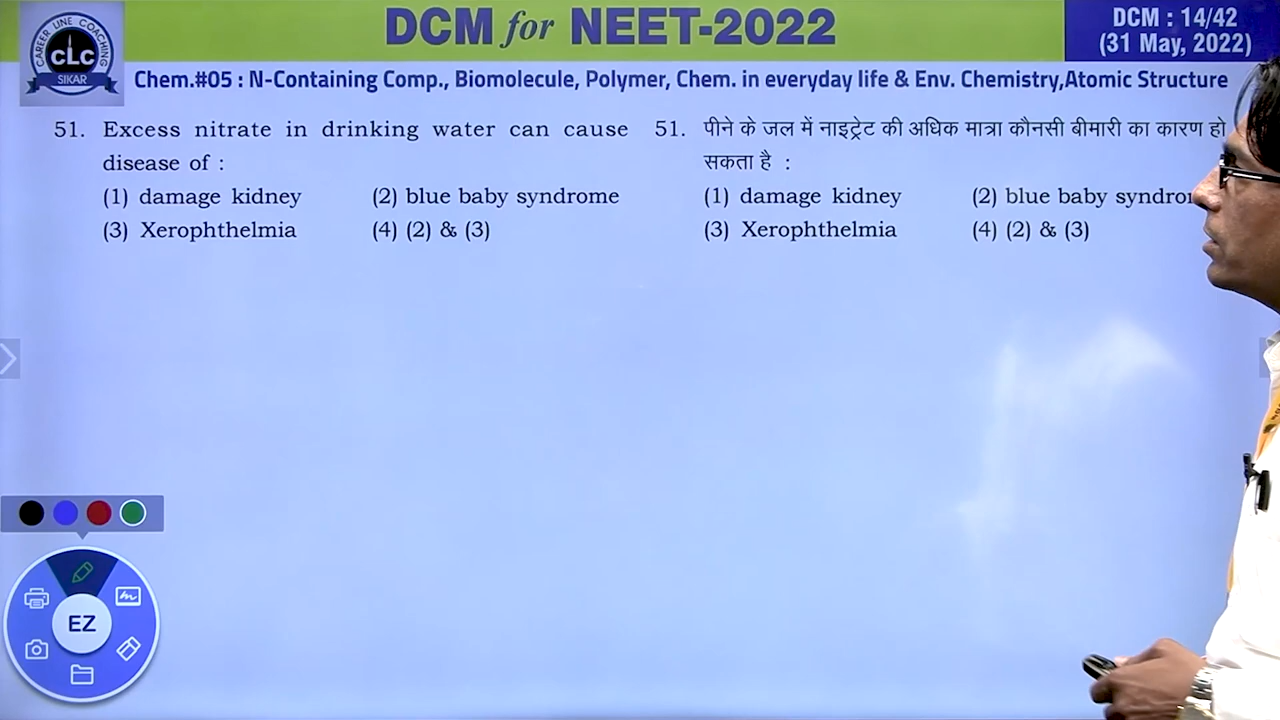 DCM for NEET-2022
DCM : 14/42
(31 May, 2022)
CAREER LINE COACHING
CLC
SIKAR
Chem.#05 : N-Containing Comp., Biomolecule, Polymer, Chem. in everyday life & Env. Chemistry,Atomic Structure
51. Excess nitrate in drinking water can cause
disease of :
(1) damage kidney (2) blue baby syndrome
(3) Xerophthelmia (4) (2) & (3)
51. पीने के जल में नाइट्रेट की अधिक मात्रा कौनसी बीमारी का कारण हो
सकता है :
(1) damage kidney (2) blue baby
(3) Xerophthelmia (4) (2) & (3)
EZ